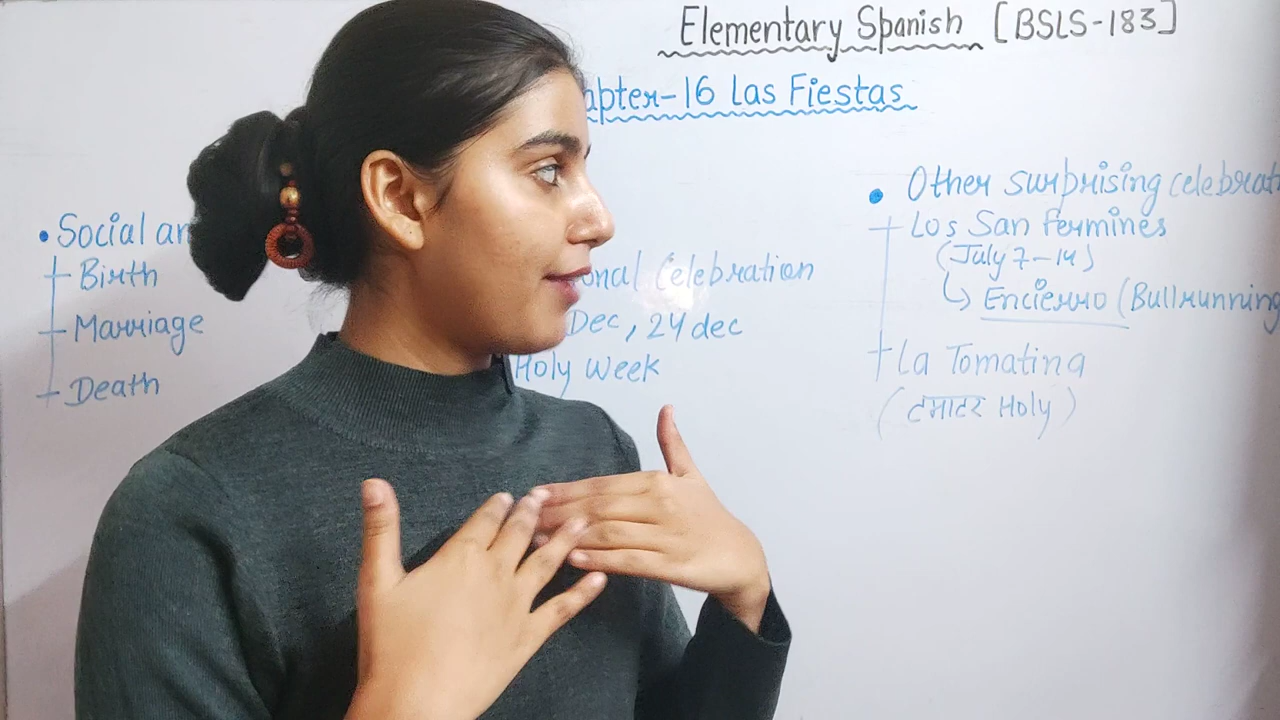 Elementary Spanish [BSLS-183]
apter-16 Las Fiestas
• Social an
Birth
Marriage
Death
onal Celebration
Dec, 24 dec
Holy Week
• Other surprising celebrati
Los San Fermines
(July 7-14)
Encierro (Bullrunning
La Tomatina
(टमाटर Holy)